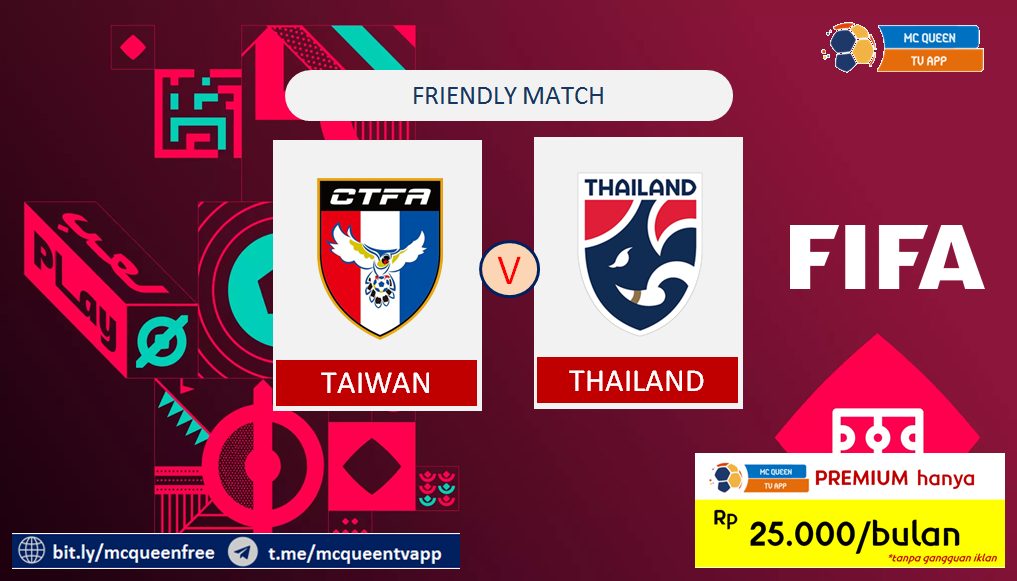 MC QUEEN
TV APP
FRIENDLY MATCH
CTFA
THAILAND
V
TAIWAN
THAILAND
FIFA
PLay
MC QUEEN
TV APP
PREMIUM hanya
Rp 25.000/bulan
*tanpa gangguan iklan
bit.ly/mcqueenfree
t.me/mcqueentvapp